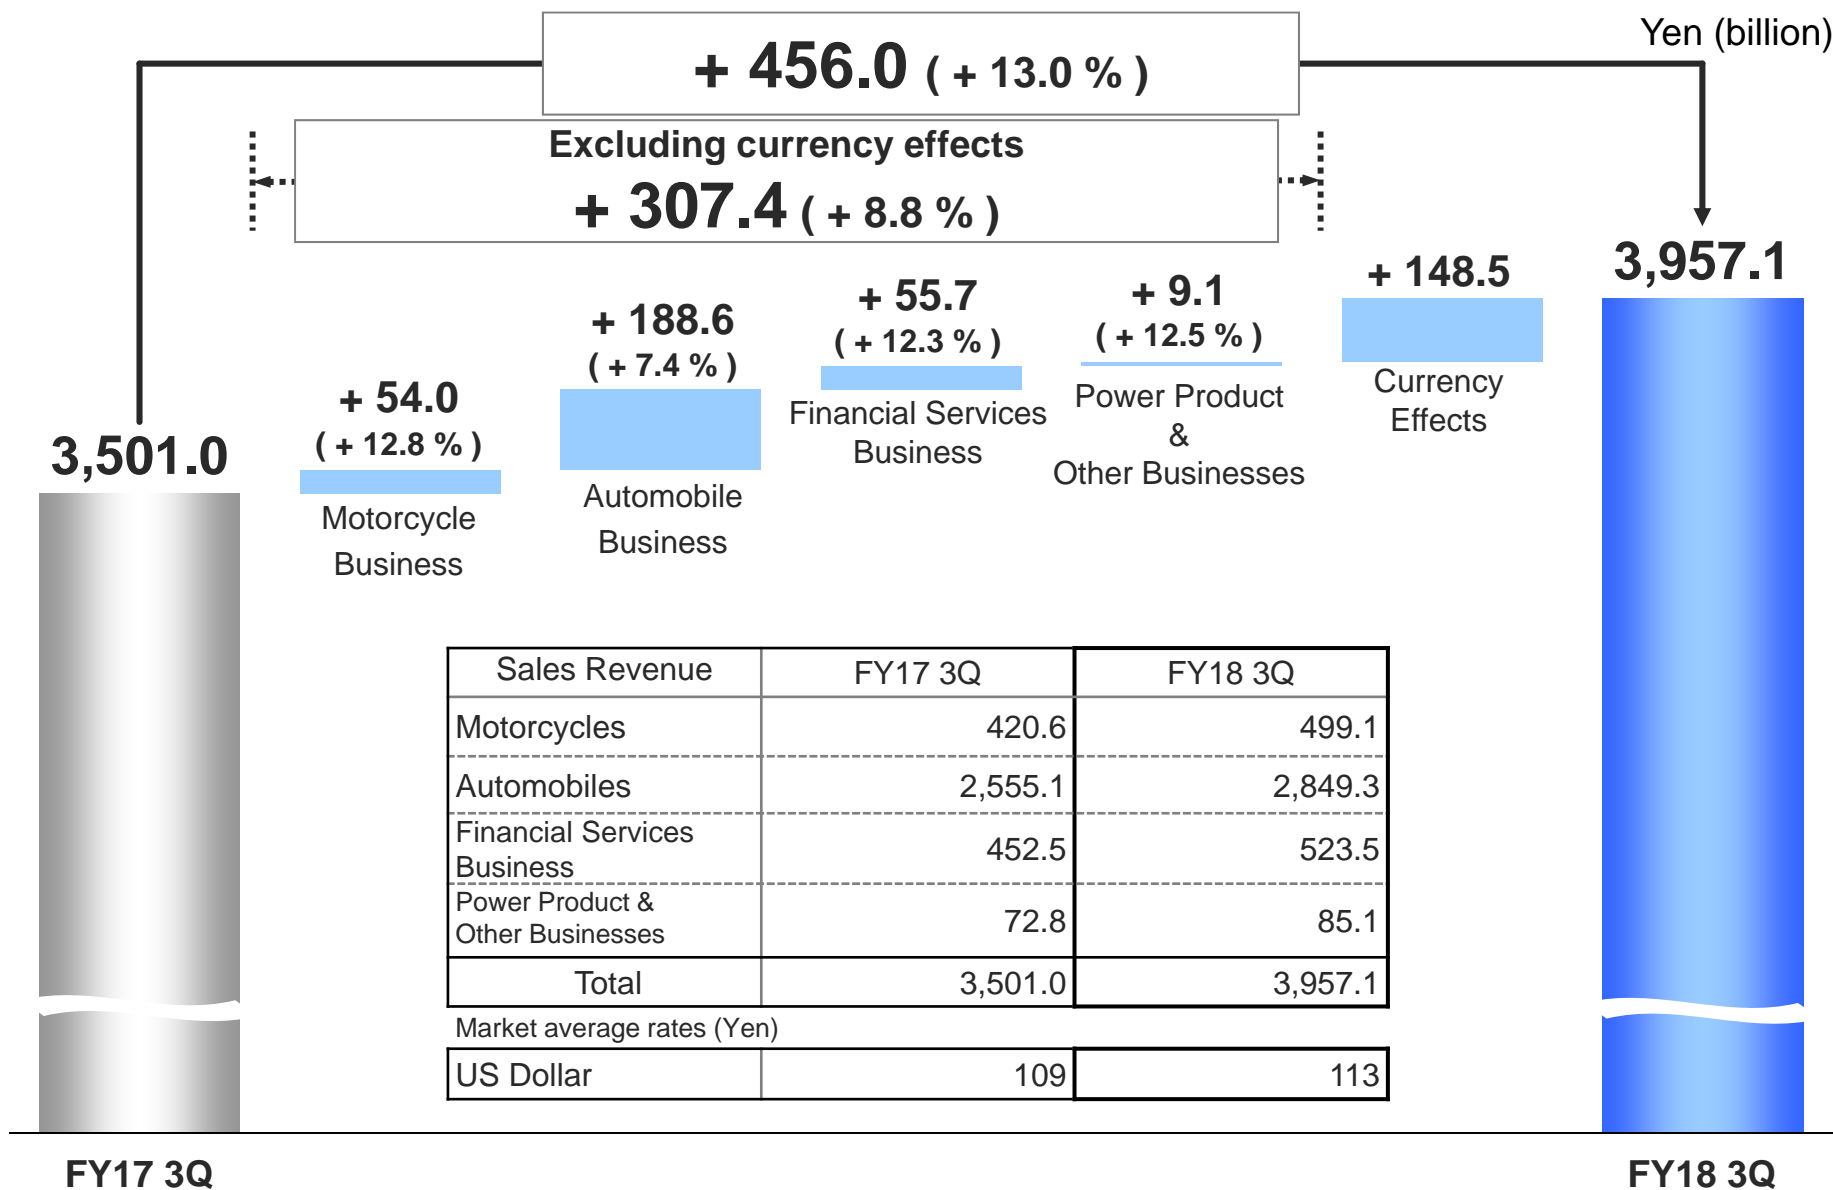 Yen (billion)
+ 456.0 ( + 13.0 % )
Excluding currency effects
+ 307.4 ( + 8.8 % )
3,501.0
+ 54.0
( + 12.8 % )
Motorcycle
Business
+ 188.6
( + 7.4 % )
Automobile
Business
+ 55.7
( + 12.3 % )
Financial Services
Business
+ 9.1
( + 12.5 % )
Power Product
&
Other Businesses
+ 148.5
Currency
Effects
3,957.1
Sales Revenue FY17 3Q FY18 3Q
Motorcycles 420.6 499.1
Automobiles 2,555.1 2,849.3
Financial Services
Business 452.5 523.5
Power Product &
Other Businesses 72.8 85.1
Total 3,501.0 3,957.1
Market average rates (Yen)
US Dollar 109 113
FY17 3Q FY18 3Q